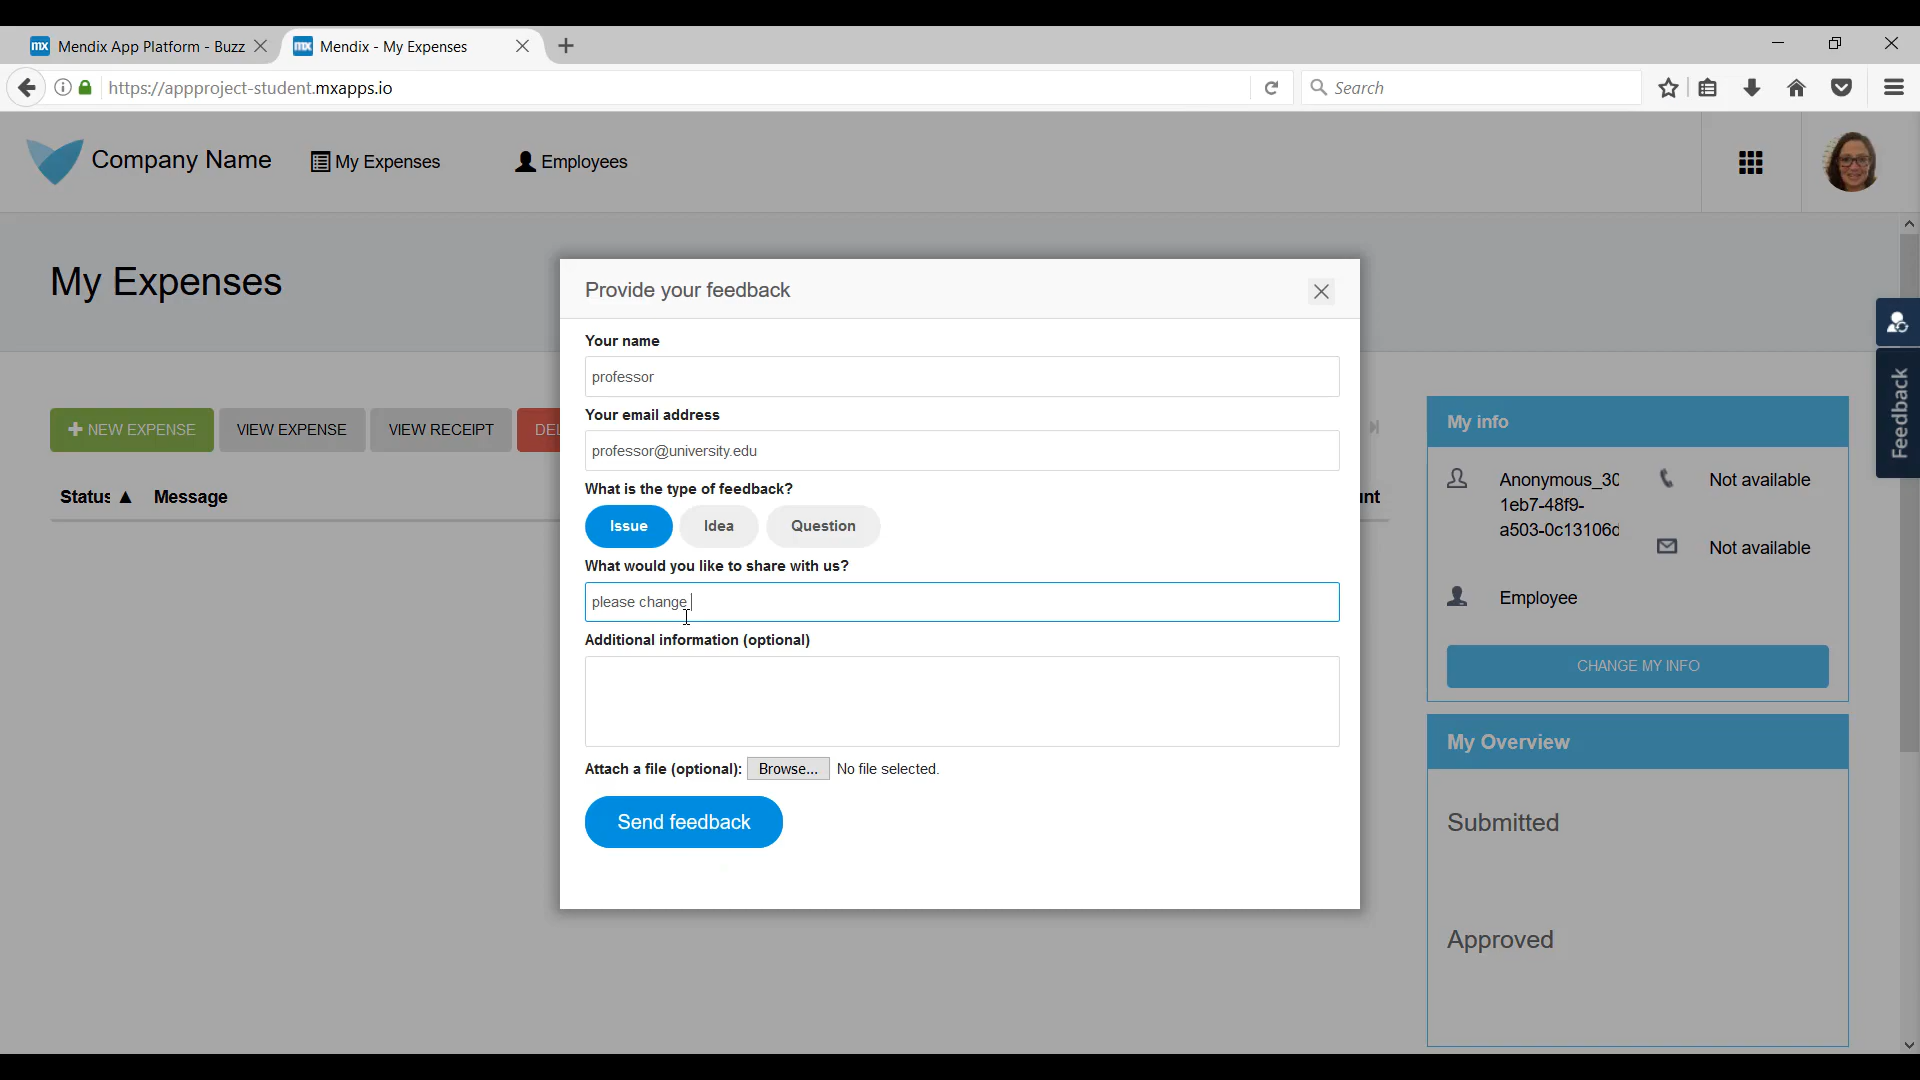 mx Mendix App Platform - Buzz
mx Mendix - My Expenses
https://appproject-student.mxapps.io
Search
Company Name
My Expenses
Employees
My Expenses
Provide your feedback
Your name
professor
Your email address
professor@university.edu
What is the type of feedback?
Issue Idea Question
What would you like to share with us?
please change
Additional information (optional)
Attach a file (optional): Browse... No file selected.
Send feedback
NEW EXPENSE VIEW EXPENSE VIEW RECEIPT DEL
Status ▲ Message
unt
My info
Anonymous_30
1eb7-48f9-
a503-0c13106d
Not available
Not available
Employee
CHANGE MY INFO
My Overview
Submitted
Approved
Feedback